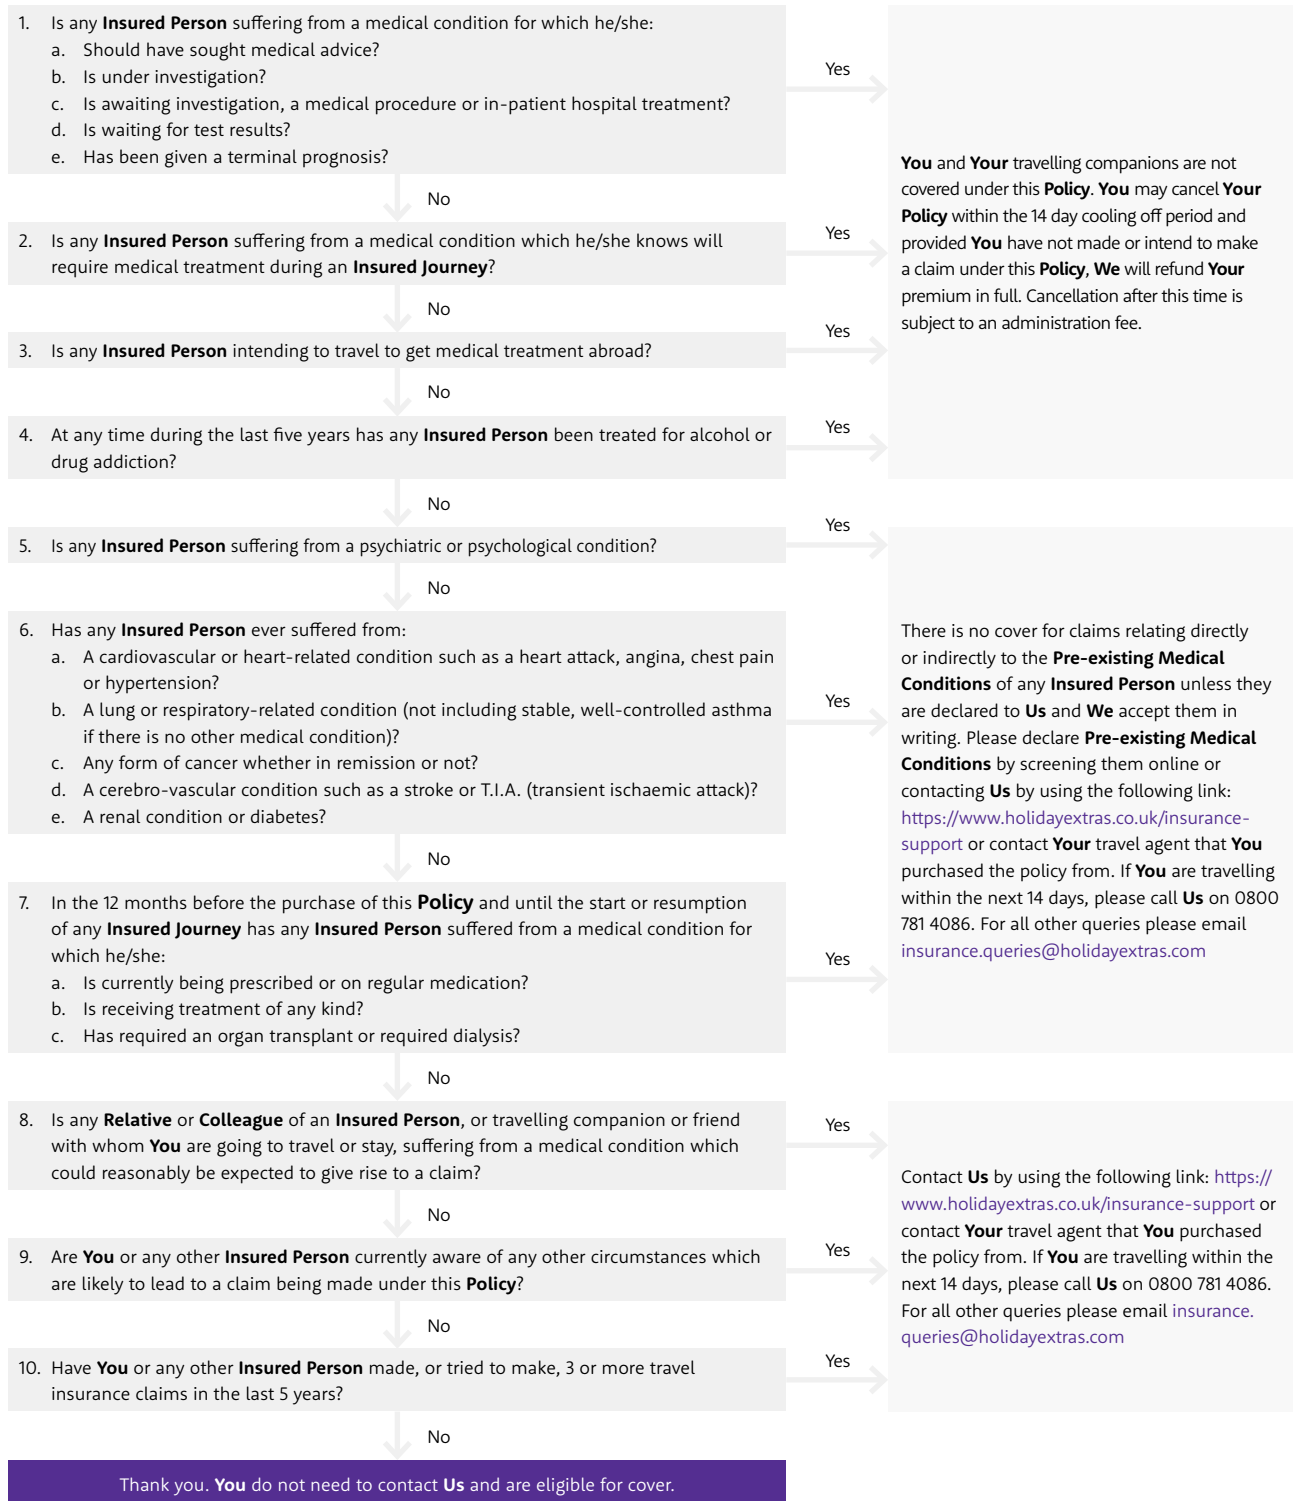 1. Is any Insured Person suffering from a medical condition for which he/she:
a. Should have sought medical advice?
b. Is under investigation?
c. Is awaiting investigation, a medical procedure or in-patient hospital treatment?
d. Is waiting for test results?
e. Has been given a terminal prognosis?
Yes
No
2. Is any Insured Person suffering from a medical condition which he/she knows will
require medical treatment during an Insured Journey?
Yes
No
3. Is any Insured Person intending to travel to get medical treatment abroad?
Yes
No
4. At any time during the last five years has any Insured Person been treated for alcohol or
drug addiction?
Yes
You and Your travelling companions are not
covered under this Policy. You may cancel Your
Policy within the 14 day cooling off period and
provided You have not made or intend to make
a claim under this Policy, We will refund Your
premium in full. Cancellation after this time is
subject to an administration fee.
No
5. Is any Insured Person suffering from a psychiatric or psychological condition?
Yes
No
6. Has any Insured Person ever suffered from:
a. A cardiovascular or heart-related condition such as a heart attack, angina, chest pain
or hypertension?
b. A lung or respiratory-related condition (not including stable, well-controlled asthma
if there is no other medical condition)?
c. Any form of cancer whether in remission or not?
d. A cerebro-vascular condition such as a stroke or T.I.A. (transient ischaemic attack)?
e. A renal condition or diabetes?
Yes
No
7. In the 12 months before the purchase of this Policy and until the start or resumption
of any Insured Journey has any Insured Person suffered from a medical condition for
which he/she:
a. Is currently being prescribed or on regular medication?
b. Is receiving treatment of any kind?
c. Has required an organ transplant or required dialysis?
Yes
There is no cover for claims relating directly
or indirectly to the Pre-existing Medical
Conditions of any Insured Person unless they
are declared to Us and We accept them in
writing. Please declare Pre-existing Medical
Conditions by screening them online or
contacting Us by using the following link:
https://www.holidayextras.co.uk/insurance-
support or contact Your travel agent that You
purchased the policy from. If You are travelling
within the next 14 days, please call Us on 0800
781 4086. For all other queries please email
insurance.queries@holidayextras.com
No
8. Is any Relative or Colleague of an Insured Person, or travelling companion or friend
with whom You are going to travel or stay, suffering from a medical condition which
could reasonably be expected to give rise to a claim?
Yes
No
9. Are You or any other Insured Person currently aware of any other circumstances which
are likely to lead to a claim being made under this Policy?
Yes
No
10. Have You or any other Insured Person made, or tried to make, 3 or more travel
insurance claims in the last 5 years?
Yes
Contact Us by using the following link: https://
www.holidayextras.co.uk/insurance-support or
contact Your travel agent that You purchased
the policy from. If You are travelling within the
next 14 days, please call Us on 0800 781 4086.
For all other queries please email insurance.
queries@holidayextras.com
No
Thank you. You do not need to contact Us and are eligible for cover.